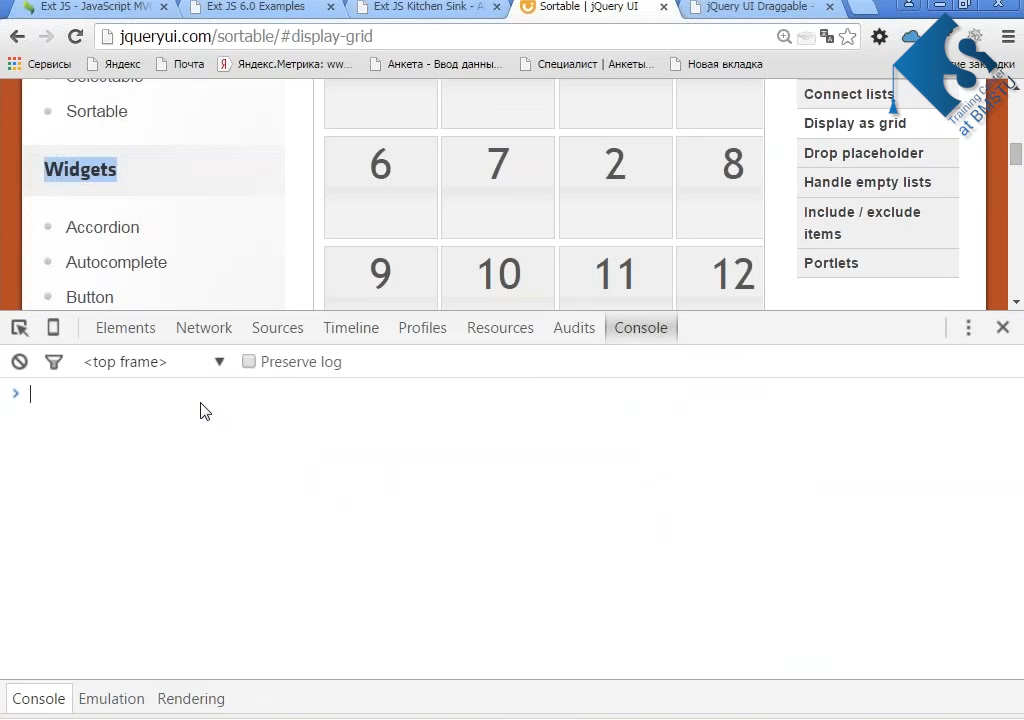 Ext JS - JavaScript MV
Ext JS 6.0 Examples
Ext JS Kitchen Sink - A
Sortable | jQuery UI
jQuery UI Draggable -
jqueryui.com/sortable/#display-grid
Сервисы
Яндекс
Почта
Яндекс.Метрика: ww...
Анкета - Ввод данны...
Специалист | Анкеты...
Новая вкладка
закладки
Training Center
at BMSTU
Selectable
Sortable
Widgets
Accordion
Autocomplete
Button
6 7 2 8
9 10 11 12
Connect lists
Display as grid
Drop placeholder
Handle empty lists
Include / exclude
items
Portlets
Elements Network Sources Timeline Profiles Resources Audits Console
<top frame> Preserve log
Console Emulation Rendering